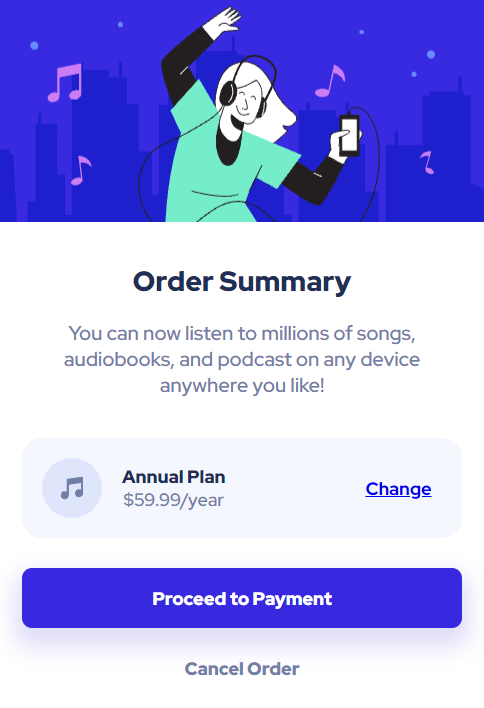 Order Summary
You can now listen to millions of songs,
audiobooks, and podcast on any device
anywhere you like!
Annual Plan
$59.99/year
Change
Proceed to Payment
Cancel Order